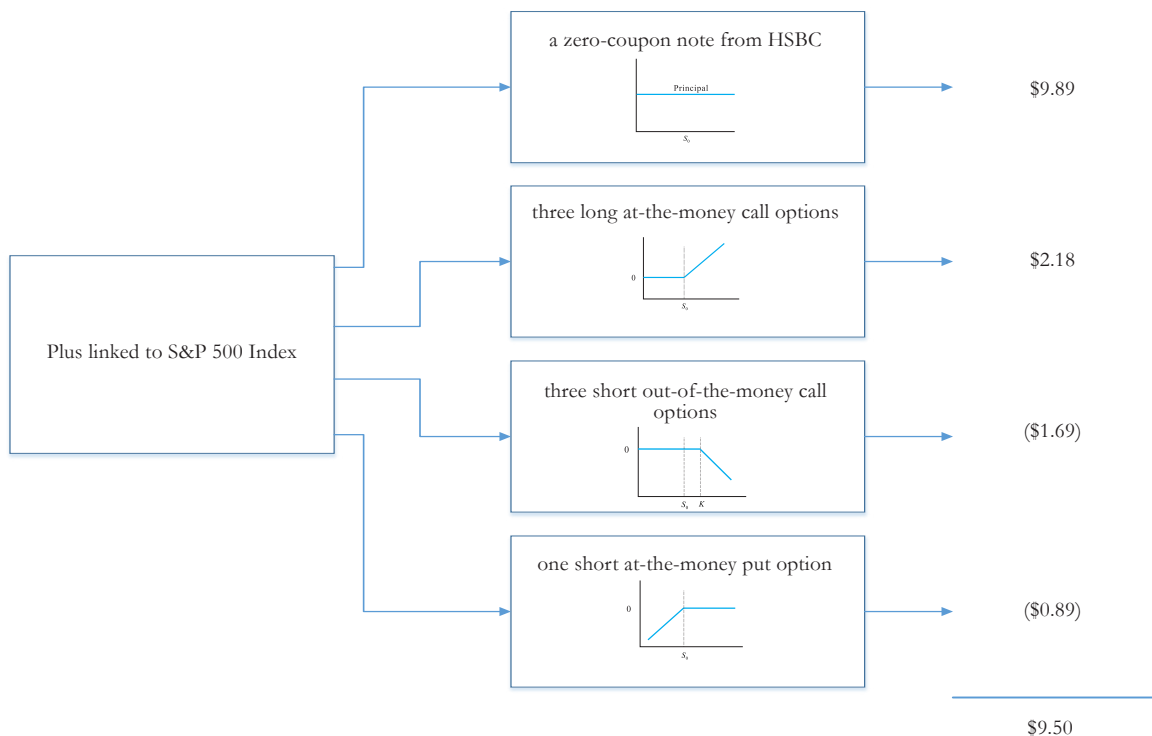 a zero-coupon note from HSBC
Principal
S₀
$9.89
three long at-the-money call options
0
S₀
$2.18
Plus linked to S&P 500 Index
three short out-of-the-money call
options
0
S₀ K
($1.69)
one short at-the-money put option
0
S₀
($0.89)
$9.50